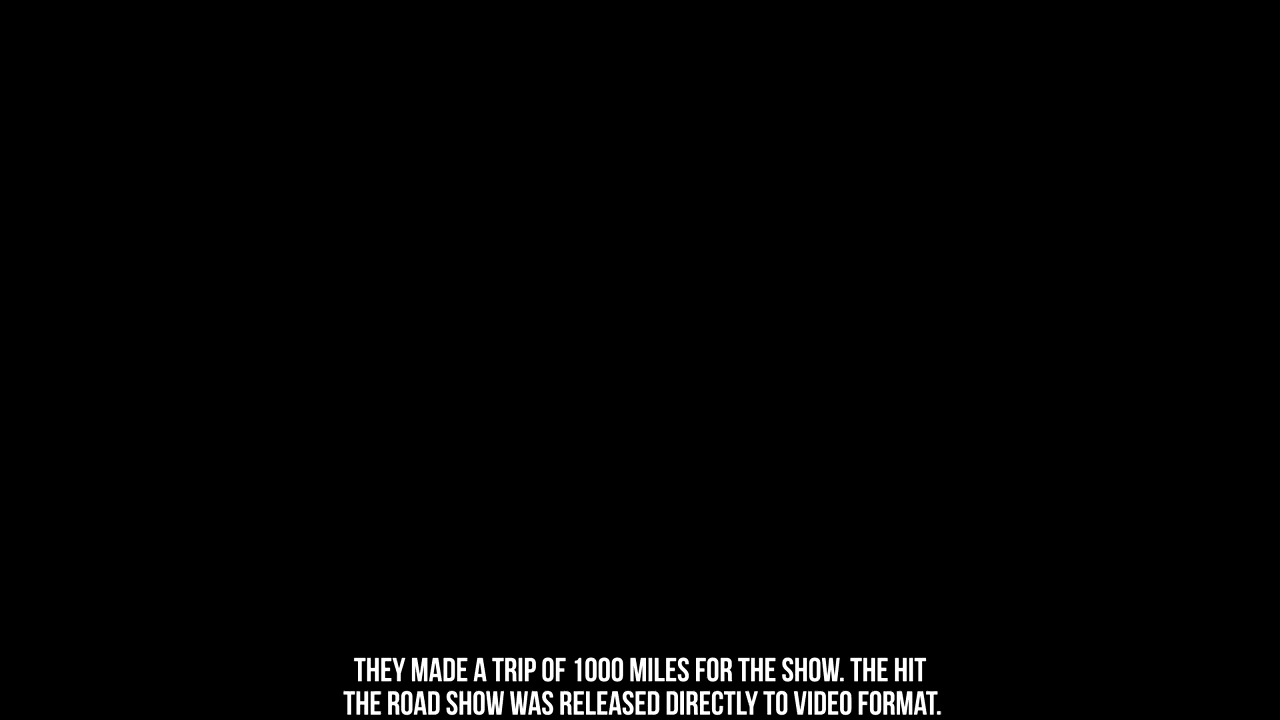 THEY MADE A TRIP OF 1000 MILES FOR THE SHOW. THE HIT
THE ROAD SHOW WAS RELEASED DIRECTLY TO VIDEO FORMAT.